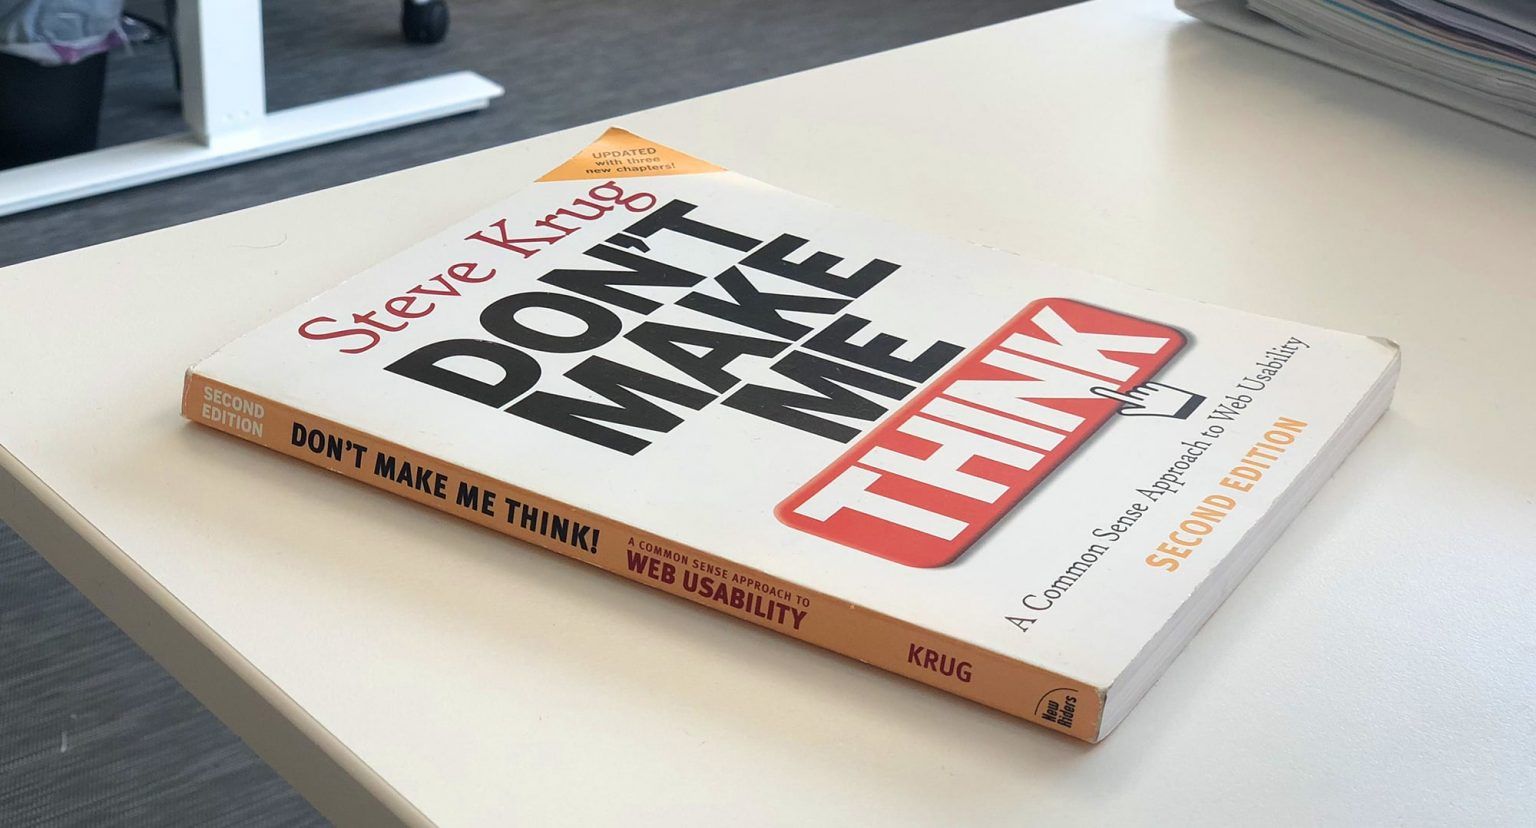 UPDATED
with three
new chapters!
Steve Krug
DON'T
MAKE
ME
THINK
A Common Sense Approach to Web Usability
SECOND EDITION
SECOND
EDITION
DON'T MAKE ME THINK!
A COMMON SENSE APPROACH TO
WEB USABILITY
KRUG
New
Riders